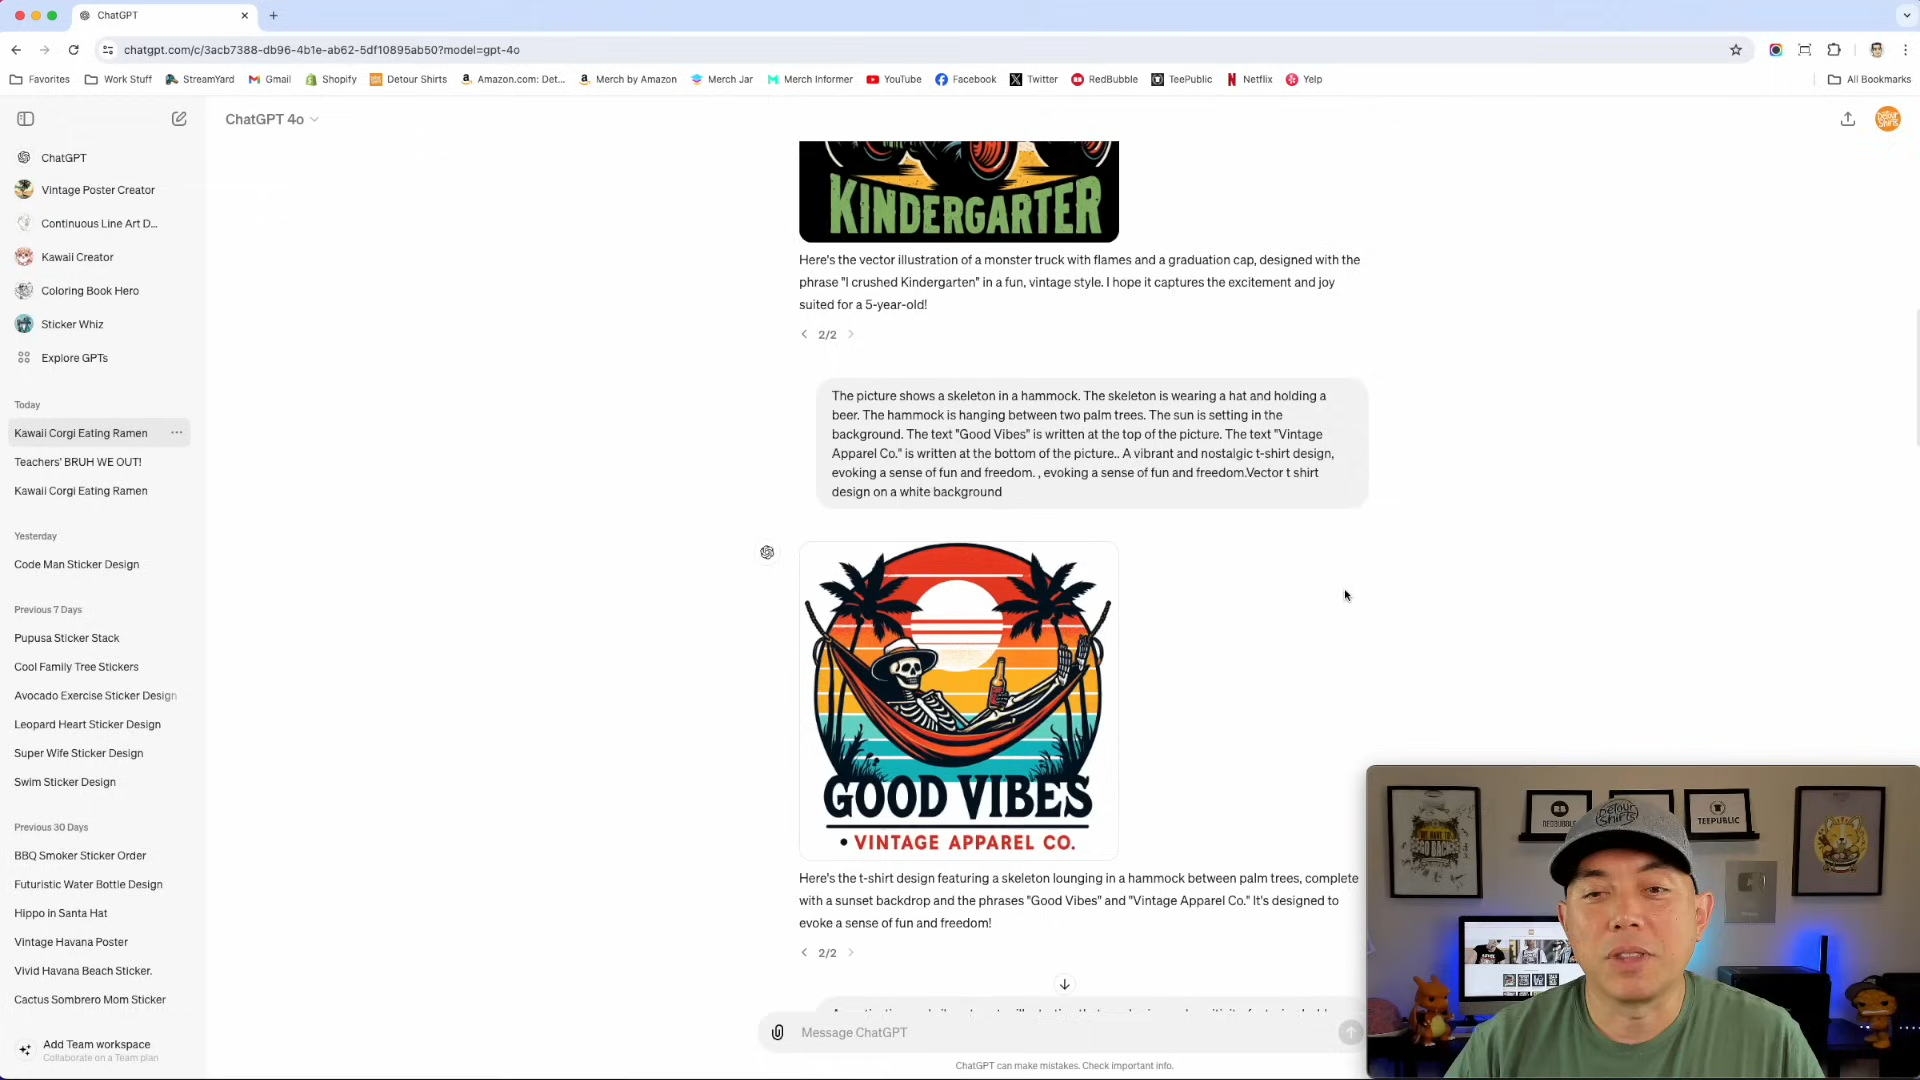 ChatGPT
chatgpt.com/c/3acb7388-db96-4b1e-ab62-5df10895ab50?model=gpt-4o
Favorites
Work Stuff
StreamYard
Gmail
Shopify
Detour Shirts
Amazon.com: Det...
Merch by Amazon
Merch Jar
Merch Informer
YouTube
Facebook
Twitter
RedBubble
TeePublic
Netflix
Yelp
All Bookmarks
ChatGPT 4o
ChatGPT
Vintage Poster Creator
Continuous Line Art D...
Kawaii Creator
Coloring Book Hero
Sticker Whiz
Explore GPTs
Today
Kawaii Corgi Eating Ramen
Teachers' BRUH WE OUT!
Kawaii Corgi Eating Ramen
Yesterday
Code Man Sticker Design
Previous 7 Days
Pupusa Sticker Stack
Cool Family Tree Stickers
Avocado Exercise Sticker Design
Leopard Heart Sticker Design
Super Wife Sticker Design
Swim Sticker Design
Previous 30 Days
BBQ Smoker Sticker Order
Futuristic Water Bottle Design
Hippo in Santa Hat
Vintage Havana Poster
Vivid Havana Beach Sticker.
Cactus Sombrero Mom Sticker
Add Team workspace
Collaborate on a Team plan
KINDERGARTER
Here's the vector illustration of a monster truck with flames and a graduation cap, designed with the
phrase "I crushed Kindergarten" in a fun, vintage style. I hope it captures the excitement and joy
suited for a 5-year-old!
2/2
The picture shows a skeleton in a hammock. The skeleton is wearing a hat and holding a
beer. The hammock is hanging between two palm trees. The sun is setting in the
background. The text "Good Vibes" is written at the top of the picture. The text "Vintage
Apparel Co." is written at the bottom of the picture.. A vibrant and nostalgic t-shirt design,
evoking a sense of fun and freedom. , evoking a sense of fun and freedom.Vector t shirt
design on a white background
GOOD VIBES
• VINTAGE APPAREL CO.
Here's the t-shirt design featuring a skeleton lounging in a hammock between palm trees, complete
with a sunset backdrop and the phrases "Good Vibes" and "Vintage Apparel Co." It's designed to
evoke a sense of fun and freedom!
2/2
Message ChatGPT
ChatGPT can make mistakes. Check important info.
REDBUBBLE
TEEPUBLIC
DETOUR
SHIRTS